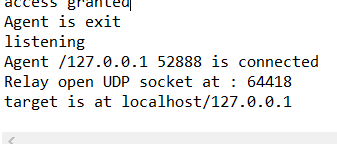 access granted
Agent is exit
listening
Agent /127.0.0.1 52888 is connected
Relay open UDP socket at : 64418
target is at localhost/127.0.0.1